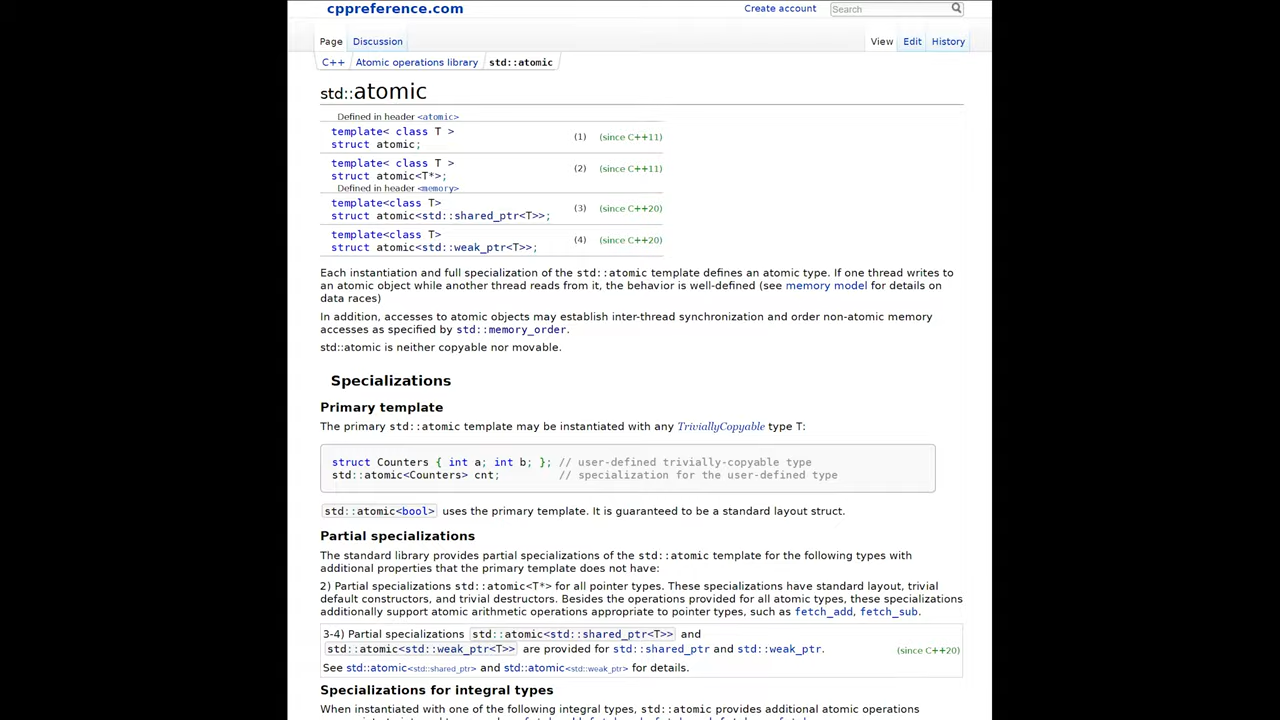 cppreference.com
Create account
Search
Page Discussion
View Edit History
C++ Atomic operations library std::atomic
std::atomic
Defined in header <atomic>
template< class T >
struct atomic; (1) (since C++11)
template< class T >
struct atomic<T*>; (2) (since C++11)
Defined in header <memory>
template<class T>
struct atomic<std::shared_ptr<T>>; (3) (since C++20)
template<class T>
struct atomic<std::weak_ptr<T>>; (4) (since C++20)
Each instantiation and full specialization of the std::atomic template defines an atomic type. If one thread writes to
an atomic object while another thread reads from it, the behavior is well-defined (see memory model for details on
data races)
In addition, accesses to atomic objects may establish inter-thread synchronization and order non-atomic memory
accesses as specified by std::memory_order.
std::atomic is neither copyable nor movable.
Specializations
Primary template
The primary std::atomic template may be instantiated with any TriviallyCopyable type T:
struct Counters { int a; int b; }; // user-defined trivially-copyable type
std::atomic<Counters> cnt; // specialization for the user-defined type
std::atomic<bool> uses the primary template. It is guaranteed to be a standard layout struct.
Partial specializations
The standard library provides partial specializations of the std::atomic template for the following types with
additional properties that the primary template does not have:
2) Partial specializations std::atomic<T*> for all pointer types. These specializations have standard layout, trivial
default constructors, and trivial destructors. Besides the operations provided for all atomic types, these specializations
additionally support atomic arithmetic operations appropriate to pointer types, such as fetch_add, fetch_sub.
3-4) Partial specializations std::atomic<std::shared_ptr<T>> and
std::atomic<std::weak_ptr<T>> are provided for std::shared_ptr and std::weak_ptr. (since C++20)
See std::atomic<std::shared_ptr> and std::atomic<std::weak_ptr> for details.
Specializations for integral types
When instantiated with one of the following integral types, std::atomic provides additional atomic operations